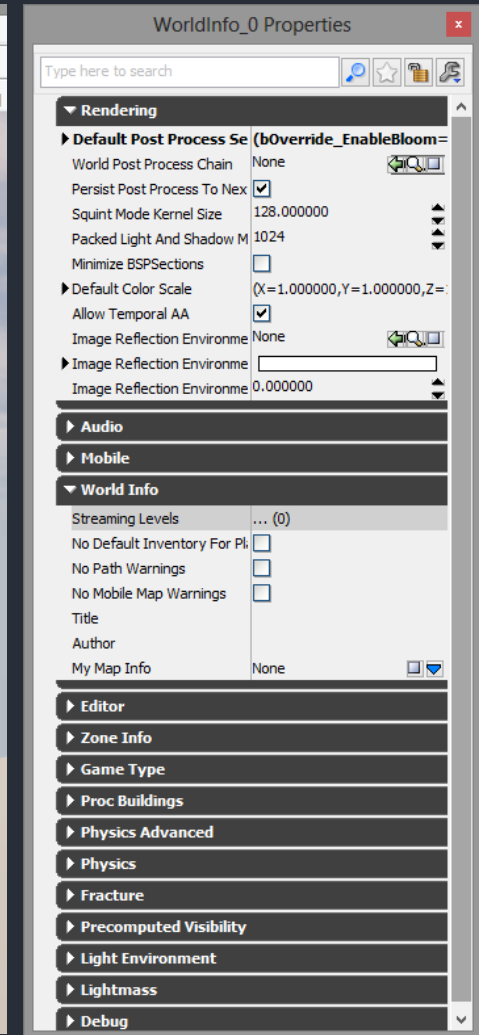 WorldInfo_0 Properties
x
Type here to search
Rendering
Default Post Process Se (bOverride_EnableBloom=
World Post Process Chain None
Persist Post Process To Nex
Squint Mode Kernel Size 128.000000
Packed Light And Shadow M 1024
Minimize BSPSections
Default Color Scale (X=1.000000,Y=1.000000,Z=
Allow Temporal AA
Image Reflection Environme None
Image Reflection Environme
Image Reflection Environme 0.000000
Audio
Mobile
World Info
Streaming Levels ... (0)
No Default Inventory For Pl
No Path Warnings
No Mobile Map Warnings
Title
Author
My Map Info None
Editor
Zone Info
Game Type
Proc Buildings
Physics Advanced
Physics
Fracture
Precomputed Visibility
Light Environment
Lightmass
Debug